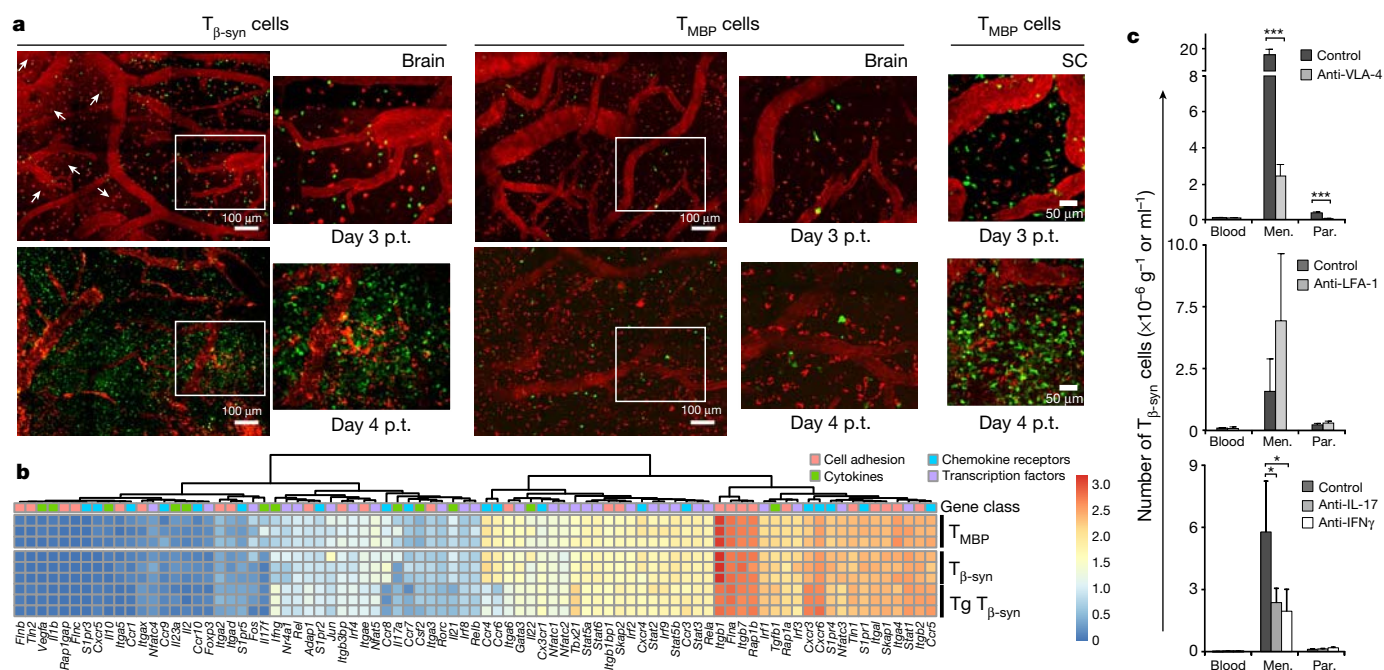 a
Tβ-syn cells
TMBP cells
TMBP cells
Brain
Brain
SC
100 μm
Day 3 p.t.
100 μm
Day 3 p.t.
50 μm
Day 3 p.t.
100 μm
Day 4 p.t.
100 μm
Day 4 p.t.
50 μm
Day 4 p.t.
b
Cell adhesion
Chemokine receptors
Cytokines
Transcription factors
Gene class
TMBP
Tβ-syn
Tg Tβ-syn
3.0
2.5
2.0
1.5
1.0
0.5
0
Flnb
Tln2
Vegfa
Il1b
Rap1gap
Flnc
S1pr3
Cxcr5
Il10
Itga5
Ccr1
Itgax
Nfatc4
Ccr9
Il23a
Il2
Ccr10
Foxp3
Itga2
Itgad
S1pr5
Fos
Il17f
Ifng
Nr4a1
Rel
Adap1
S1pr2
Jun
Itgb3bp
Irf4
Itgae
Nfat5
Ccr8
Il17a
Ccr7
Csf2
Itga3
Rorc
Il21
Irf8
Relb
Ccr4
Ccr6
Itga6
Gata3
Il22
Cx3cr1
Nfatc1
Nfatc2
Tbx21
Stat5a
Stat6
Itgb1bp1
Skap2
Irf2
Cxcr4
Stat2
Irf9
Stat5b
Ccr3
Stat3
Rela
Itgb1
Flna
Itgb7
Rap1b
Irf1
Tgfb1
Rap1a
Irf3
Cxcr3
Cxcr6
S1pr4
Nfatc3
Tln1
S1pr1
Itgal
Skap1
Itga4
Stat1
Itgb2
Ccr5
c
Number of Tβ-syn cells (×10–6 g–1 or ml–1)
***
20
8
6
4
2
0
Control
Anti-VLA-4
***
Blood Men. Par.
10.0
7.5
2.5
0
Control
Anti-LFA-1
Blood Men. Par.
9
6
3
0
*
*
Control
Anti-IL-17
Anti-IFNγ
Blood Men. Par.